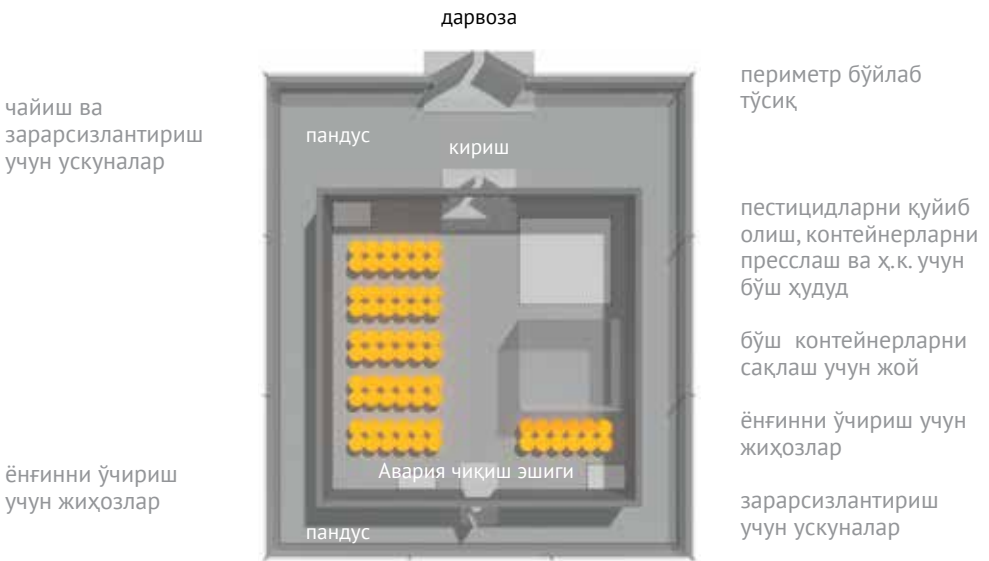 дарвоза
чайиш ва
зарарсизлантириш
учун ускуналар
ёнғинни ўчириш
учун жиҳозлар
пандус
кириш
Авария чиқиш эшиги
пандус
периметр бўйлаб
тўсиқ
пестицидларни қуйиб
олиш, контейнерларни
пресслаш ва ҳ.к. учун
бўш ҳудуд
бўш контейнерларни
сақлаш учун жой
ёнғинни ўчириш учун
жиҳозлар
зарарсизлантириш
учун ускуналар